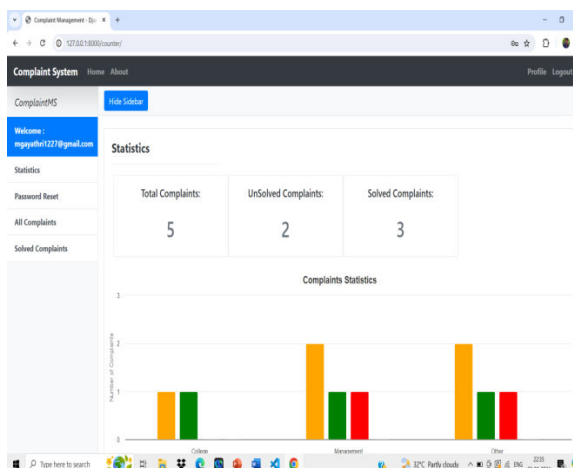 Complaint Management - Djo
127.0.0.1:8000/counter/
Complaint System Home About Profile Logout
ComplaintMS
Hide Sidebar
Welcome :
mgayathri1227@gmail.com
Statistics
Password Reset
All Complaints
Solved Complaints
Statistics
Total Complaints: UnSolved Complaints: Solved Complaints:
5 2 3
Complaints Statistics
Number of Complaints
3
2
1
0
College Management Other
Type here to search
32°C Partly cloudy ENG 22:35